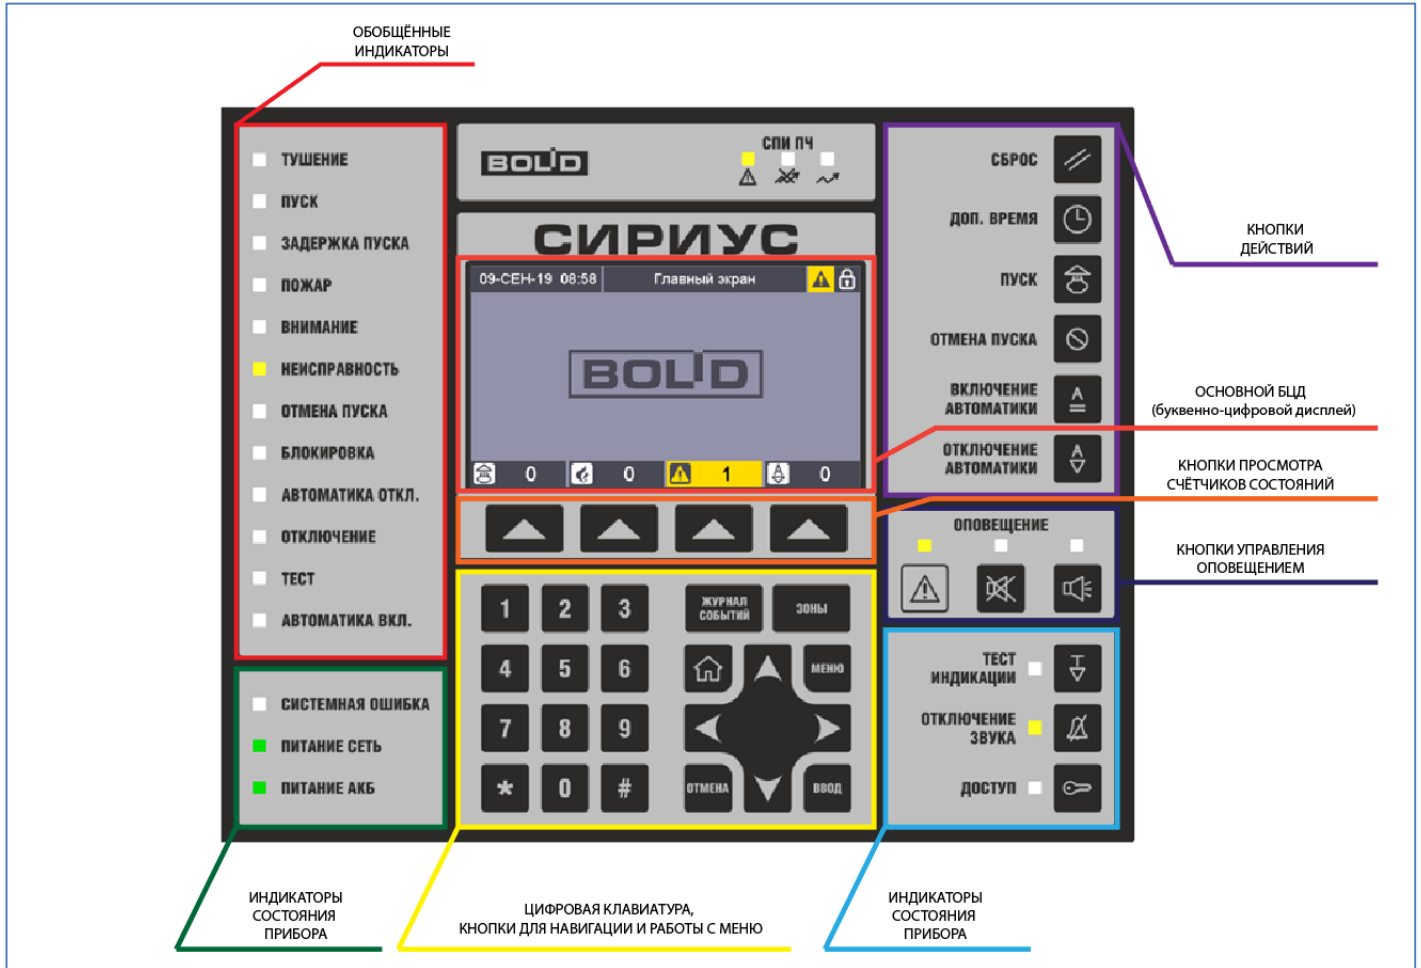 ОБОБЩЁННЫЕ
ИНДИКАТОРЫ
ТУШЕНИЕ
ПУСК
ЗАДЕРЖКА ПУСКА
ПОЖАР
ВНИМАНИЕ
НЕИСПРАВНОСТЬ
ОТМЕНА ПУСКА
БЛОКИРОВКА
АВТОМАТИКА ОТКЛ.
ОТКЛЮЧЕНИЕ
ТЕСТ
АВТОМАТИКА ВКЛ.
СИСТЕМНАЯ ОШИБКА
ПИТАНИЕ СЕТЬ
ПИТАНИЕ АКБ
BOLID
СПИ ПЧ
СИРИУС
09-СЕН-19 08:58 Главный экран
BOLID
0 0 1 0
1 2 3
ЖУРНАЛ
СОБЫТИЙ
ЗОНЫ
4 5 6
МЕНЮ
7 8 9
* 0 #
ОТМЕНА
ВВОД
СБРОС
ДОП. ВРЕМЯ
ПУСК
ОТМЕНА ПУСКА
ВКЛЮЧЕНИЕ
АВТОМАТИКИ
A
ОТКЛЮЧЕНИЕ
АВТОМАТИКИ
A
ОПОВЕЩЕНИЕ
ТЕСТ
ИНДИКАЦИИ
ОТКЛЮЧЕНИЕ
ЗВУКА
ДОСТУП
КНОПКИ
ДЕЙСТВИЙ
ОСНОВНОЙ БЦД
(буквенно-цифровой дисплей)
КНОПКИ ПРОСМОТРА
СЧЁТЧИКОВ СОСТОЯНИЙ
КНОПКИ УПРАВЛЕНИЯ
ОПОВЕЩЕНИЕМ
ИНДИКАТОРЫ
СОСТОЯНИЯ
ПРИБОРА
ЦИФРОВАЯ КЛАВИАТУРА,
КНОПКИ ДЛЯ НАВИГАЦИИ И РАБОТЫ С МЕНЮ
ИНДИКАТОРЫ
СОСТОЯНИЯ
ПРИБОРА